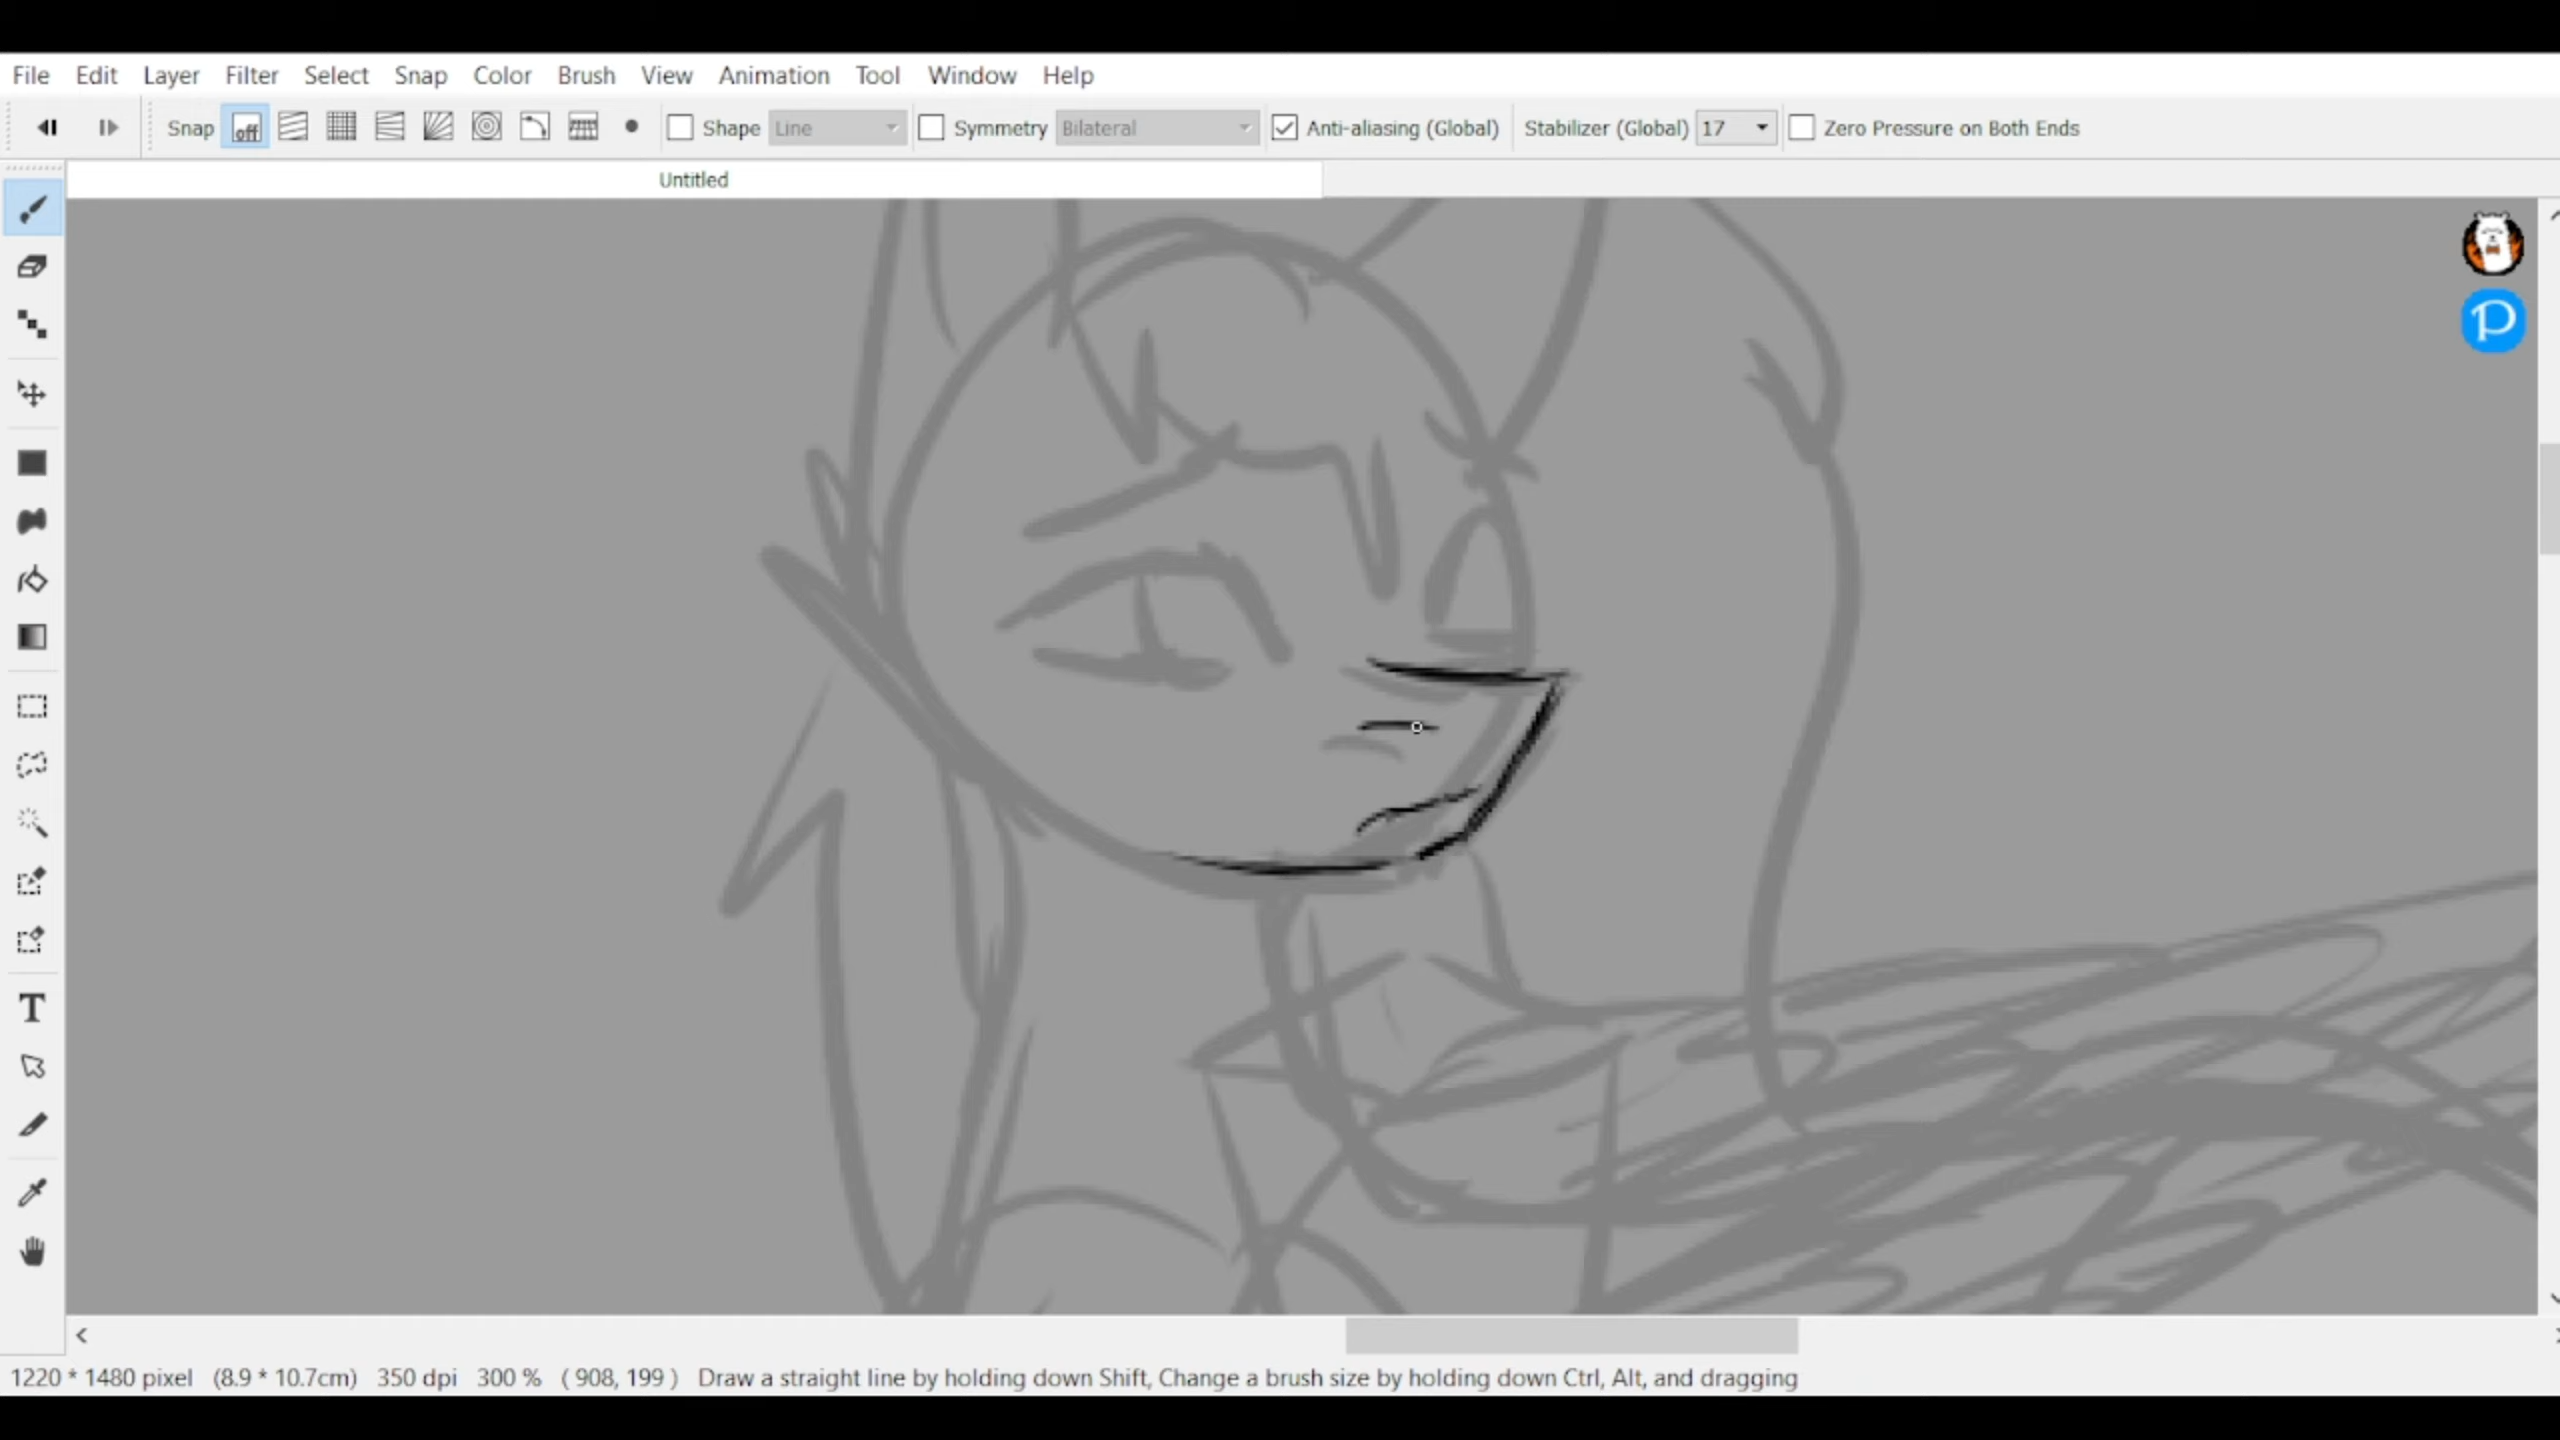 File Edit Layer Filter Select Snap Color Brush View Animation Tool Window Help
Snap off Shape Line Symmetry Bilateral Anti-aliasing (Global) Stabilizer (Global) 17 Zero Pressure on Both Ends
Untitled
P
T
1220 * 1480 pixel (8.9 * 10.7cm) 350 dpi 300 % ( 908, 199 ) Draw a straight line by holding down Shift, Change a brush size by holding down Ctrl, Alt, and dragging